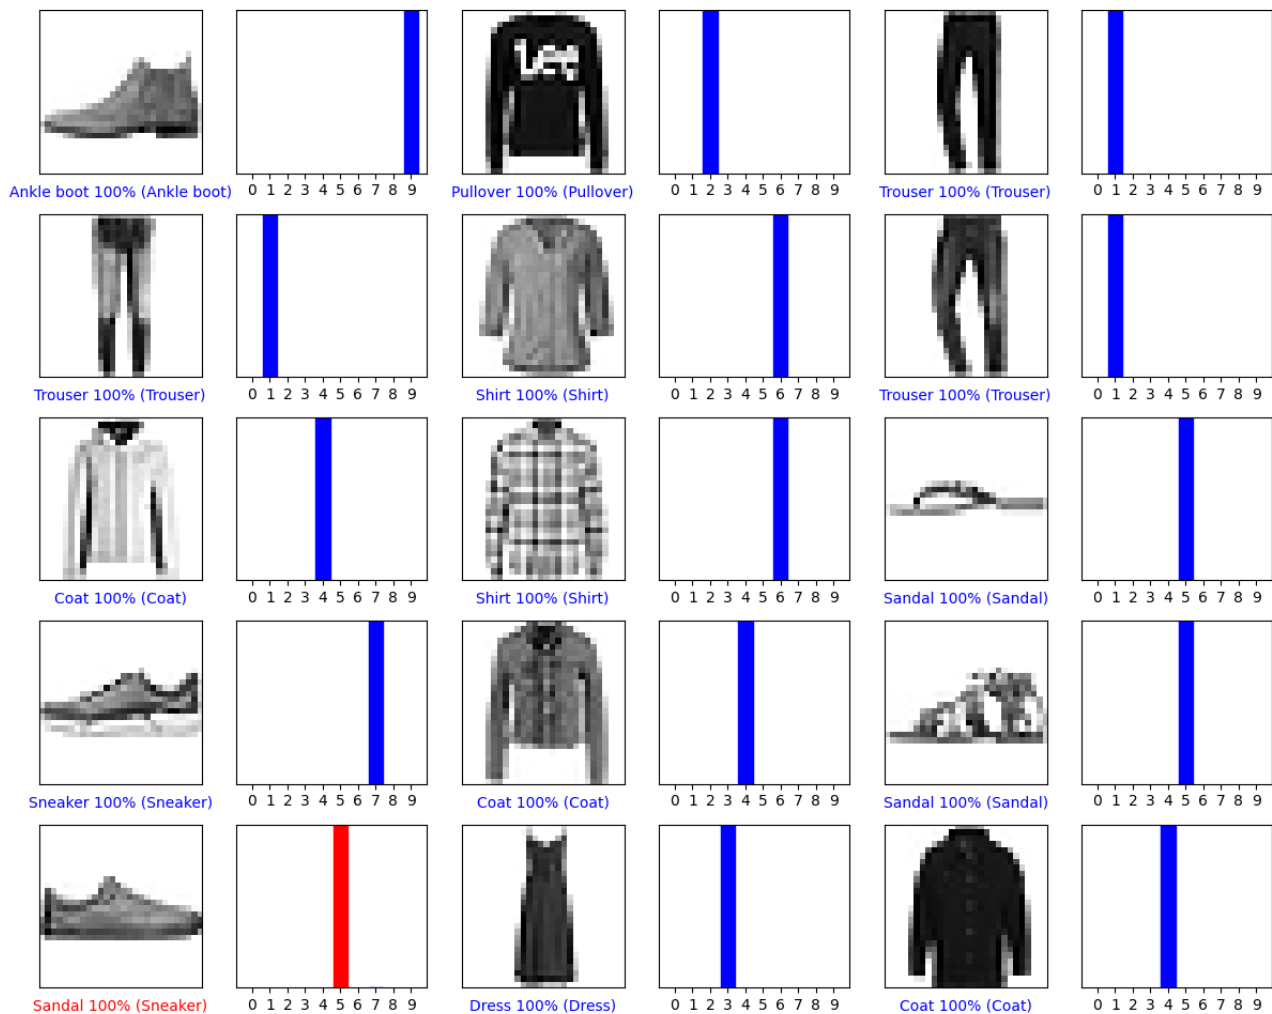 Lee
0 1 2 3 4 5 6 7 8 9 0 1 2 3 4 5 6 7 8 9 0 1 2 3 4 5 6 7 8 9
Ankle boot 100% (Ankle boot) Pullover 100% (Pullover) Trouser 100% (Trouser)
0 1 2 3 4 5 6 7 8 9 0 1 2 3 4 5 6 7 8 9 0 1 2 3 4 5 6 7 8 9
Trouser 100% (Trouser) Shirt 100% (Shirt) Trouser 100% (Trouser)
0 1 2 3 4 5 6 7 8 9 0 1 2 3 4 5 6 7 8 9 0 1 2 3 4 5 6 7 8 9
Coat 100% (Coat) Shirt 100% (Shirt) Sandal 100% (Sandal)
0 1 2 3 4 5 6 7 8 9 0 1 2 3 4 5 6 7 8 9 0 1 2 3 4 5 6 7 8 9
Sneaker 100% (Sneaker) Coat 100% (Coat) Sandal 100% (Sandal)
0 1 2 3 4 5 6 7 8 9 0 1 2 3 4 5 6 7 8 9 0 1 2 3 4 5 6 7 8 9
Sandal 100% (Sneaker) Dress 100% (Dress) Coat 100% (Coat)